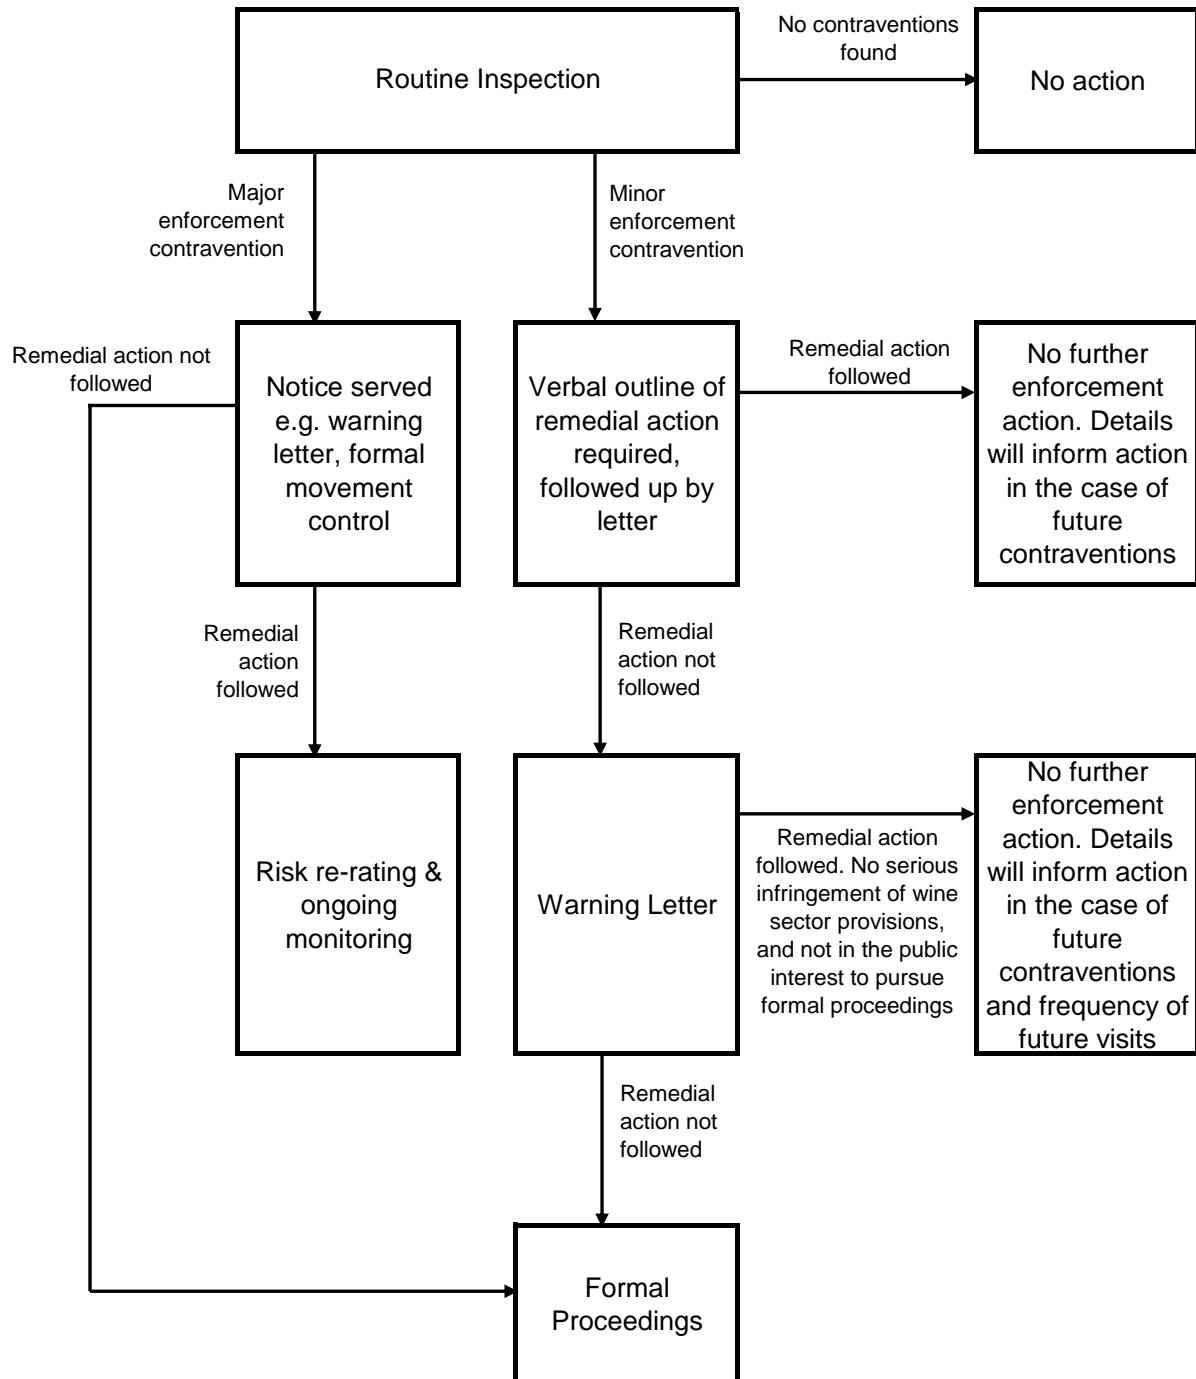 Routine Inspection
No contraventions
found
No action
Major
enforcement
contravention
Minor
enforcement
contravention
Remedial action not
followed
Notice served
e.g. warning
letter, formal
movement
control
Verbal outline of
remedial action
required,
followed up by
letter
Remedial action
followed
No further
enforcement
action. Details
will inform action
in the case of
future
contraventions
Remedial
action
followed
Remedial
action not
followed
Risk re-rating &
ongoing
monitoring
Warning Letter
Remedial action
followed. No serious
infringement of wine
sector provisions,
and not in the public
interest to pursue
formal proceedings
No further
enforcement
action. Details
will inform action
in the case of
future
contraventions
and frequency of
future visits
Remedial
action not
followed
Formal
Proceedings